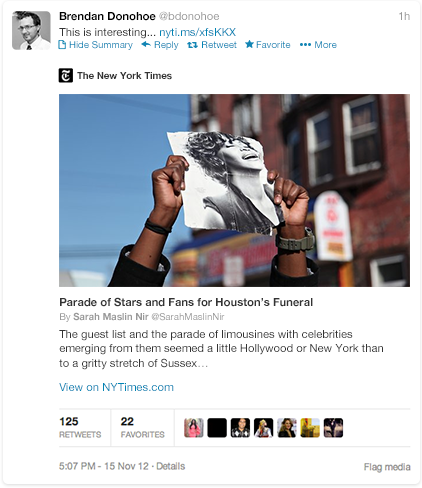 Brendan Donohoe @bdonohoe 1h
This is interesting... nyti.ms/xfsKKX
Hide Summary Reply Retweet Favorite More
The New York Times
Parade of Stars and Fans for Houston's Funeral
By Sarah Maslin Nir @SarahMaslinNir
The guest list and the parade of limousines with celebrities
emerging from them seemed a little Hollywood or New York than
to a gritty stretch of Sussex…
View on NYTimes.com
125 22
RETWEETS FAVORITES
5:07 PM - 15 Nov 12 · Details Flag media